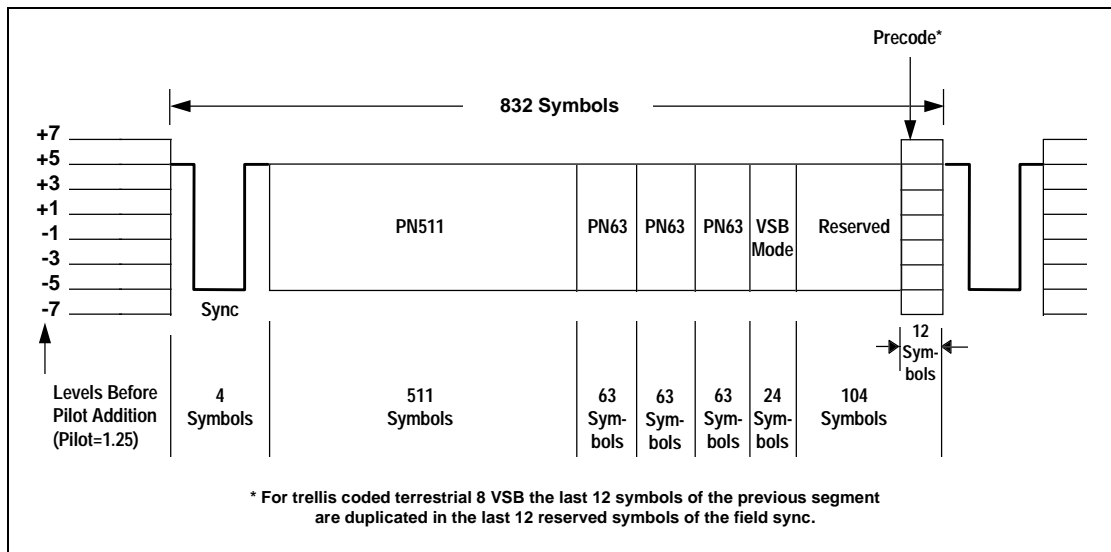 Precode*
832 Symbols
+7
+5
+3
+1
-1
-3
-5
-7
PN511
PN63
PN63
PN63
VSB
Mode
Reserved
Sync
Levels Before
Pilot Addition
(Pilot=1.25)
4
Symbols
511
Symbols
63
Sym-
bols
63
Sym-
bols
63
Sym-
bols
24
Sym-
bols
104
Symbols
12
Sym-
bols
* For trellis coded terrestrial 8 VSB the last 12 symbols of the previous segment
are duplicated in the last 12 reserved symbols of the field sync.